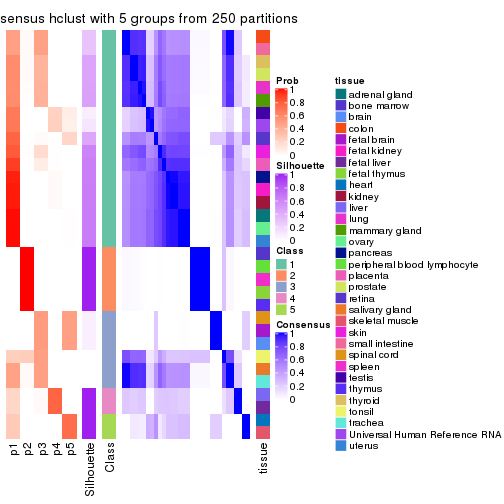 sensus hclust with 5 groups from 250 partitions
Prob
1
0.8
0.6
0.4
0.2
0
Silhouette
1
0.8
0.6
0.4
0.2
0
Class
1
2
3
4
5
Consensus
1
0.8
0.6
0.4
0.2
0
tissue
adrenal gland
bone marrow
brain
colon
fetal brain
fetal kidney
fetal liver
fetal thymus
heart
kidney
liver
lung
mammary gland
ovary
pancreas
peripheral blood lymphocyte
placenta
prostate
retina
salivary gland
skeletal muscle
skin
small intestine
spinal cord
spleen
testis
thymus
thyroid
tonsil
trachea
Universal Human Reference RNA
uterus
p1
p2
p3
p4
p5
Silhouette
Class
tissue